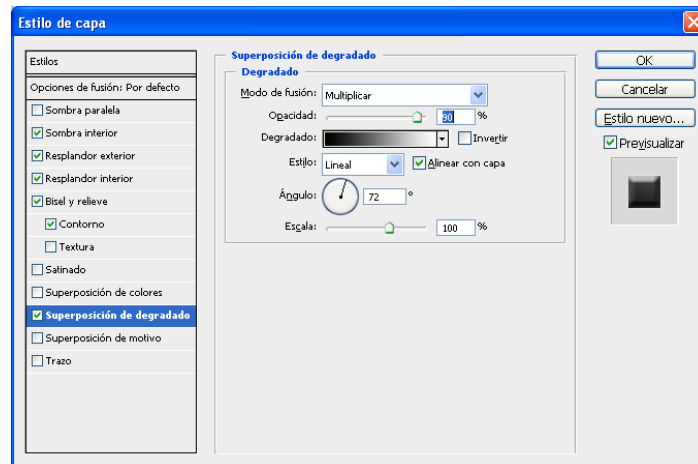 Estilo de capa
Estilos
Opciones de fusión: Por defecto
Sombra paralela
Sombra interior
Resplandor exterior
Resplandor interior
Bisel y relieve
Contorno
Textura
Satinado
Superposición de colores
Superposición de degradado
Superposición de motivo
Trazo
Superposición de degradado
Degradado
Modo de fusión: Multiplicar
Opacidad: 90 %
Degradado: Invertir
Estilo: Lineal Alinear con capa
Ángulo: 72 °
Escala: 100 %
OK
Cancelar
Estilo nuevo...
Previsualizar